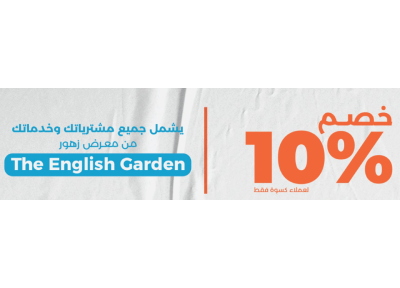 خصم
10%
لعملاء كسوة فقط
يشمل جميع مشترياتك وخدماتك
من معرض زهور
The English Garden